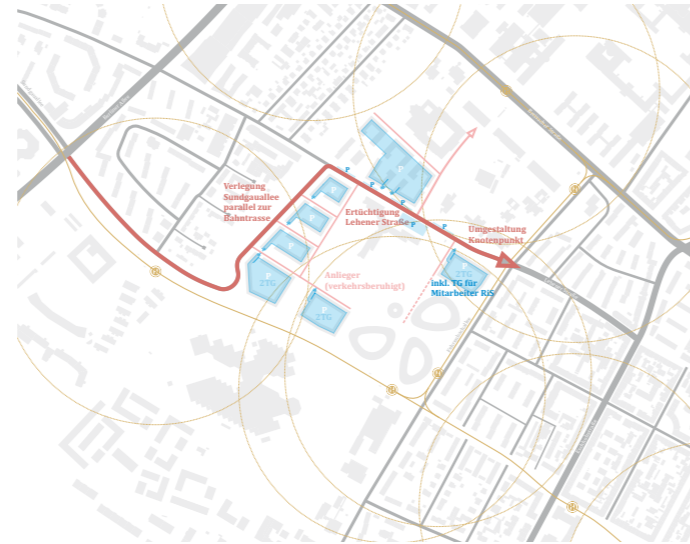 P
P
P
P
Verlegung
Sundgauallee
parallel zur
Bahntrasse
P
P
Ertüchtigung
Lehener Straße
P
P
Umgestaltung
Knotenpunkt
P
Anlieger
(verkehrsberuhigt)
2TG
inkl. TG für
Mitarbeiter RiS
P
2TG
P
2TG